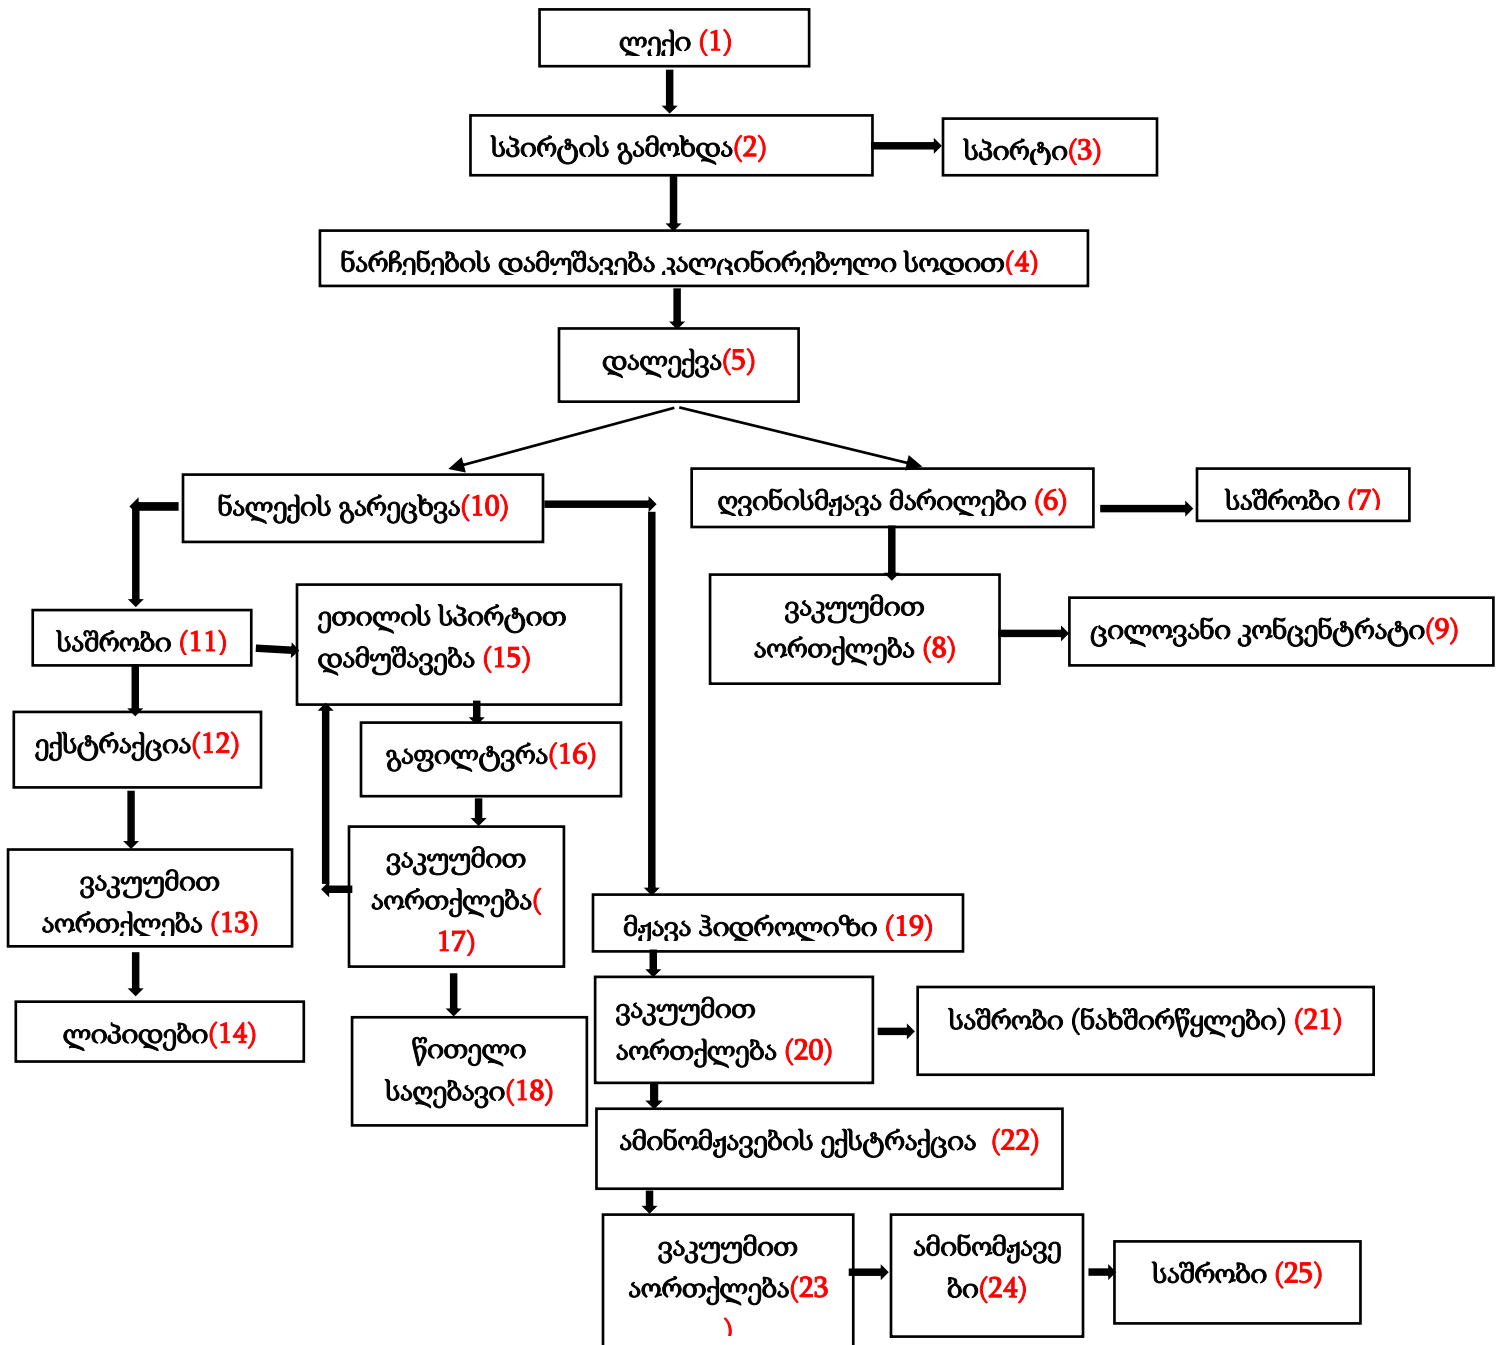 ლექი (1)
სპირტის გამოხდა(2)
სპირტი(3)
ნარჩენების დამუშავება კალცინირებული სოდით(4)
დალექვა(5)
ნალექის გარეცხვა(10)
ღვინისმჟავა მარილები (6)
საშრობი (7)
ვაკუუმით
აორთქლება (8)
ცილოვანი კონცენტრატი(9)
საშრობი (11)
ეთილის სპირტით
დამუშავება (15)
ექსტრაქცია(12)
გაფილტვრა(16)
ვაკუუმით
აორთქლება (13)
ვაკუუმით
აორთქლება(
17)
ლიპიდები(14)
წითელი
საღებავი(18)
მჟავა ჰიდროლიზი (19)
ვაკუუმით
აორთქლება (20)
საშრობი (ნახშირწყლები) (21)
ამინომჟავების ექსტრაქცია (22)
ვაკუუმით
აორთქლება(23
)
ამინომჟავე
ბი(24)
საშრობი (25)